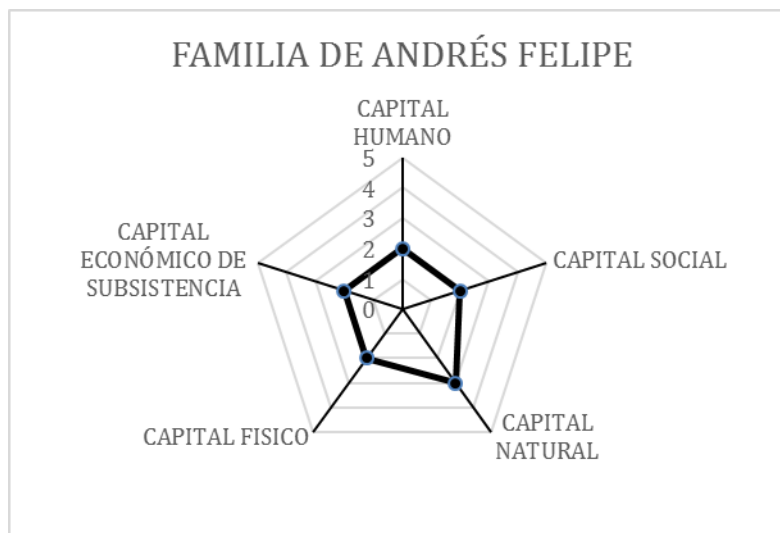 FAMILIA DE ANDRÉS FELIPE
CAPITAL
HUMANO
5
4
3
2
1
0
CAPITAL SOCIAL
CAPITAL
NATURAL
CAPITAL FISICO
CAPITAL
ECONÓMICO DE
SUBSISTENCIA